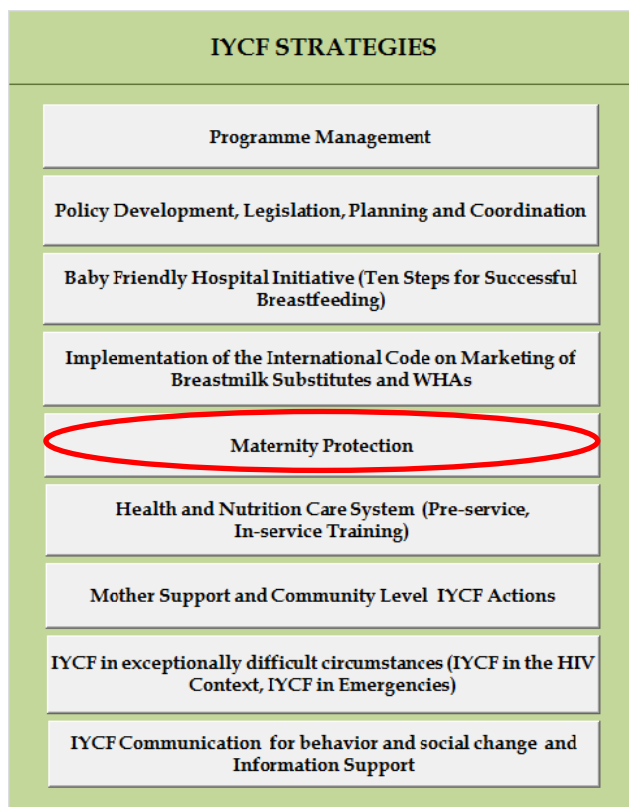 IYCF STRATEGIES
Programme Management
Policy Development, Legislation, Planning and Coordination
Baby Friendly Hospital Initiative (Ten Steps for Successful
Breastfeeding)
Implementation of the International Code on Marketing of
Breastmilk Substitutes and WHAs
Maternity Protection
Health and Nutrition Care System (Pre-service,
In-service Training)
Mother Support and Community Level IYCF Actions
IYCF in exceptionally difficult circumstances (IYCF in the HIV
Context, IYCF in Emergencies)
IYCF Communication for behavior and social change and
Information Support